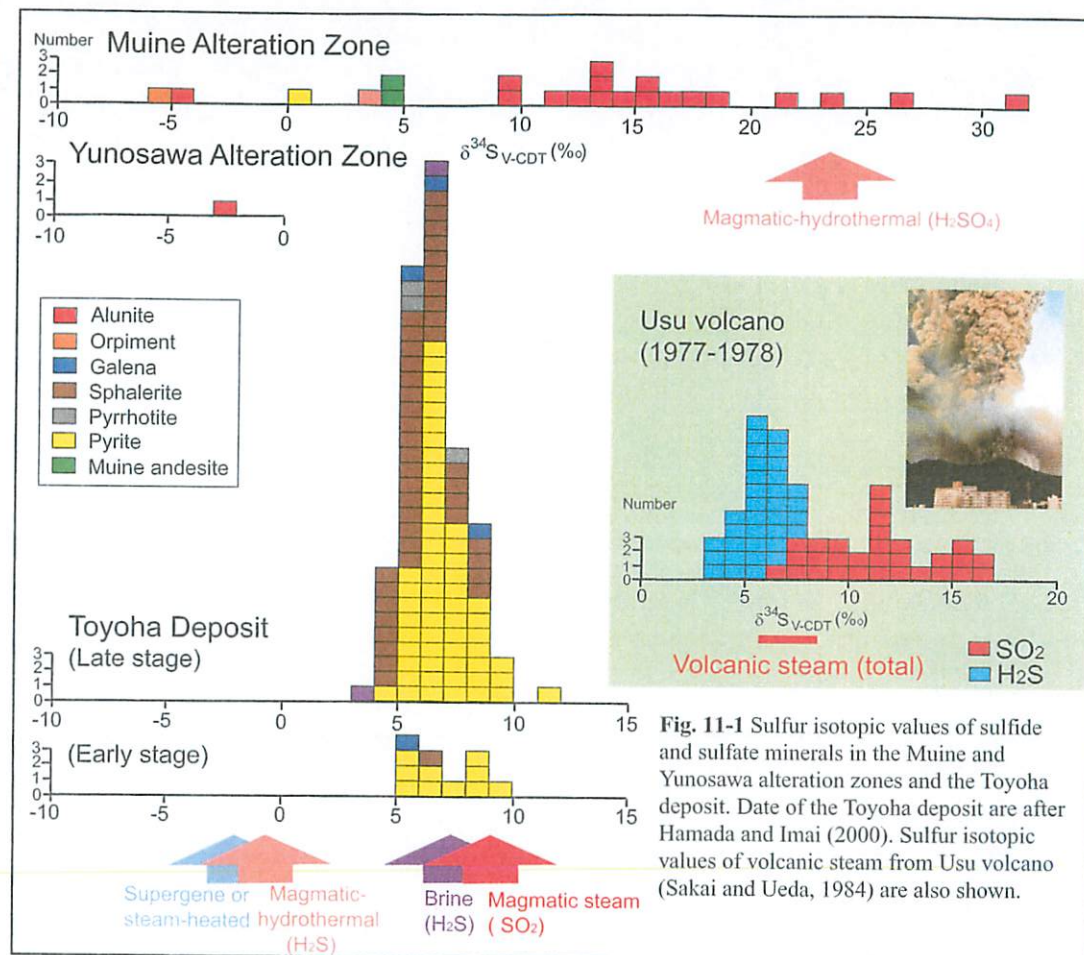 Number Muine Alteration Zone
3
2
1
0
-10 -5 0 5 10 15 20 25 30
δ34S V-CDT (‰)
Magmatic-hydrothermal (H2SO4)
Yunosawa Alteration Zone
3
2
1
0
-10 -5 0
Alunite
Orpiment
Galena
Sphalerite
Pyrrhotite
Pyrite
Muine andesite
Toyoha Deposit
(Late stage)
3
2
1
0
-10 -5 0 5 10 15
(Early stage)
3
2
1
0
-10 -5 0 5 10 15
Supergene or
steam-heated
Magmatic-
hydrothermal
(H2S)
Brine
(H2S)
Magmatic steam
( SO2)
Usu volcano
(1977-1978)
Number
3
2
1
0
0 5 10 15 20
δ34S V-CDT (‰)
Volcanic steam (total)
SO2
H2S
Fig. 11-1 Sulfur isotopic values of sulfide
and sulfate minerals in the Muine and
Yunosawa alteration zones and the Toyoha
deposit. Date of the Toyoha deposit are after
Hamada and Imai (2000). Sulfur isotopic
values of volcanic steam from Usu volcano
(Sakai and Ueda, 1984) are also shown.